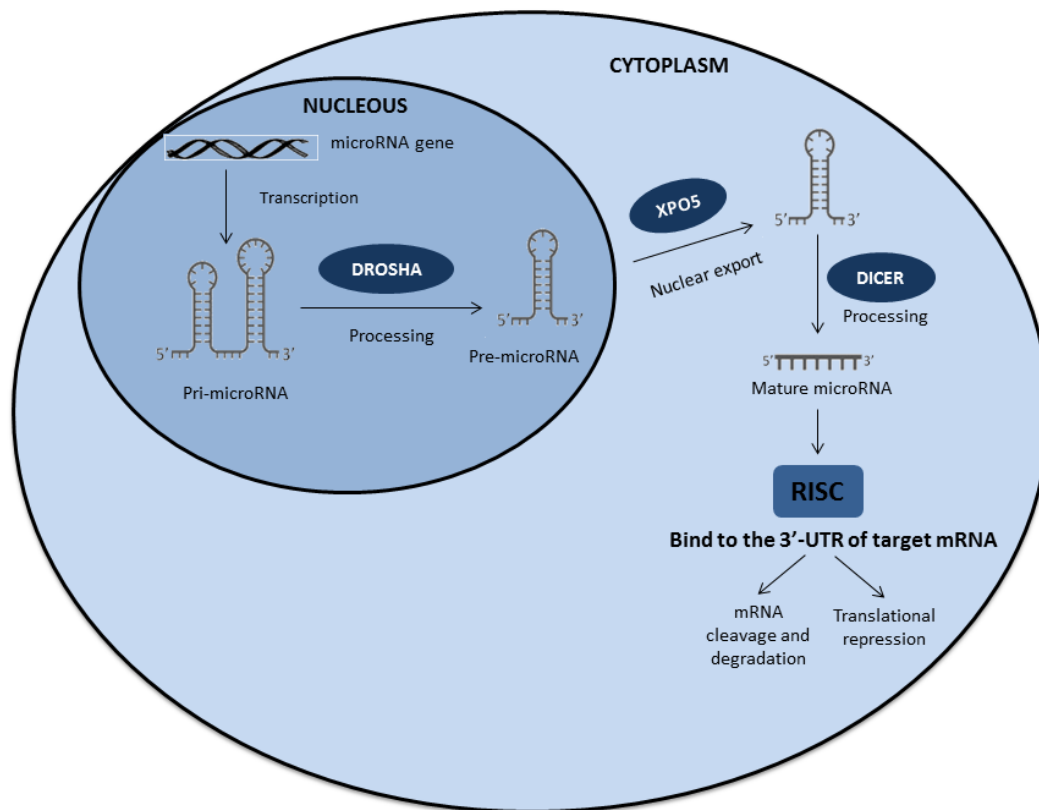 CYTOPLASM
NUCLEOUS
microRNA gene
Transcription
DROSHA
Processing
5’ 3’
Pri-microRNA
5’ 3’
Pre-microRNA
XPO5
Nuclear export
5’ 3’
DICER
Processing
5’ 3’
Mature microRNA
RISC
Bind to the 3’-UTR of target mRNA
mRNA
cleavage and
degradation
Translational
repression